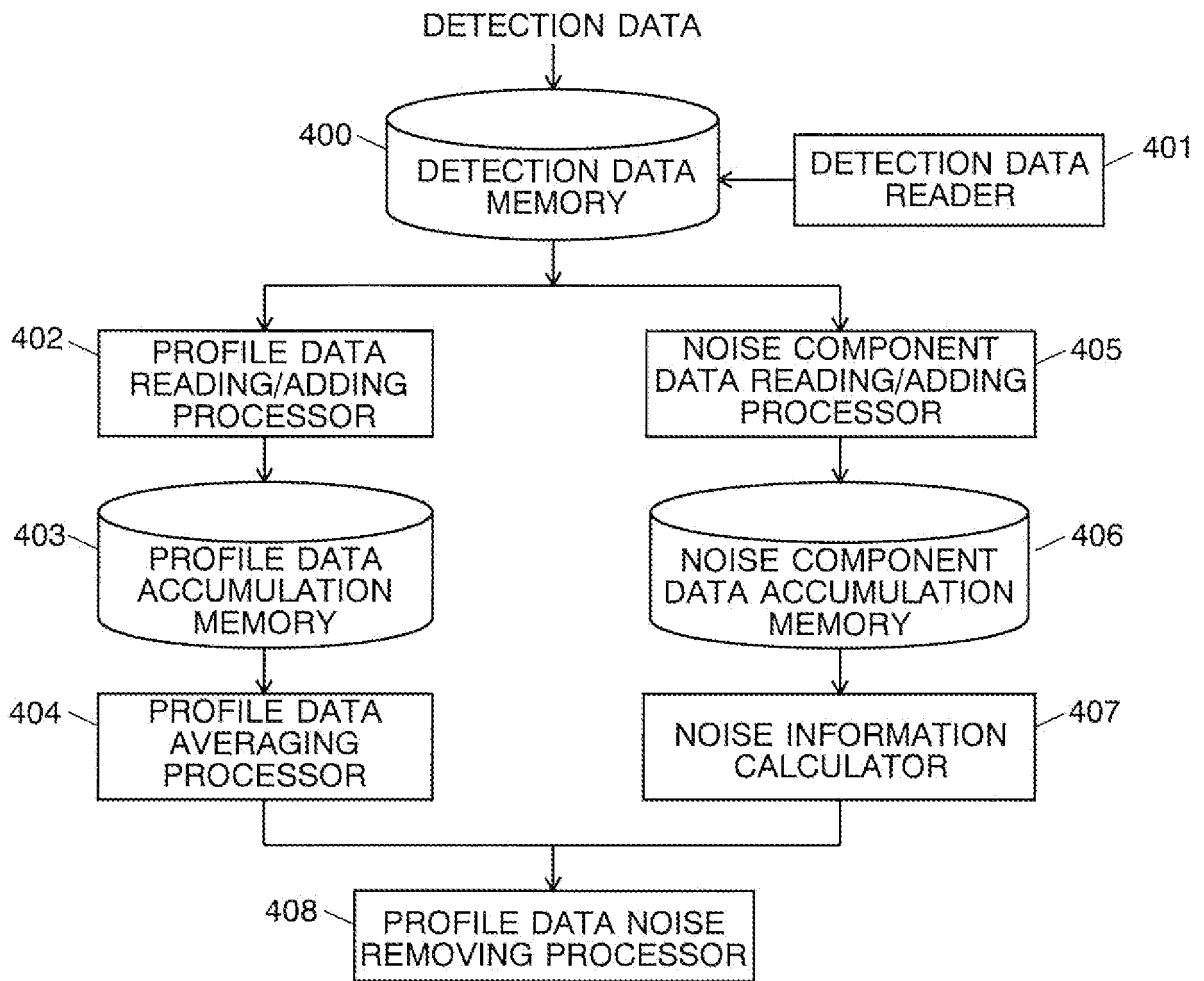 DETECTION DATA
400
DETECTION DATA
MEMORY
DETECTION DATA
READER
401
402
PROFILE DATA
READING/ADDING
PROCESSOR
NOISE COMPONENT
DATA READING/ADDING
PROCESSOR
405
403
PROFILE DATA
ACCUMULATION
MEMORY
NOISE COMPONENT
DATA ACCUMULATION
MEMORY
406
404
PROFILE DATA
AVERAGING
PROCESSOR
NOISE INFORMATION
CALCULATOR
407
408
PROFILE DATA NOISE
REMOVING PROCESSOR